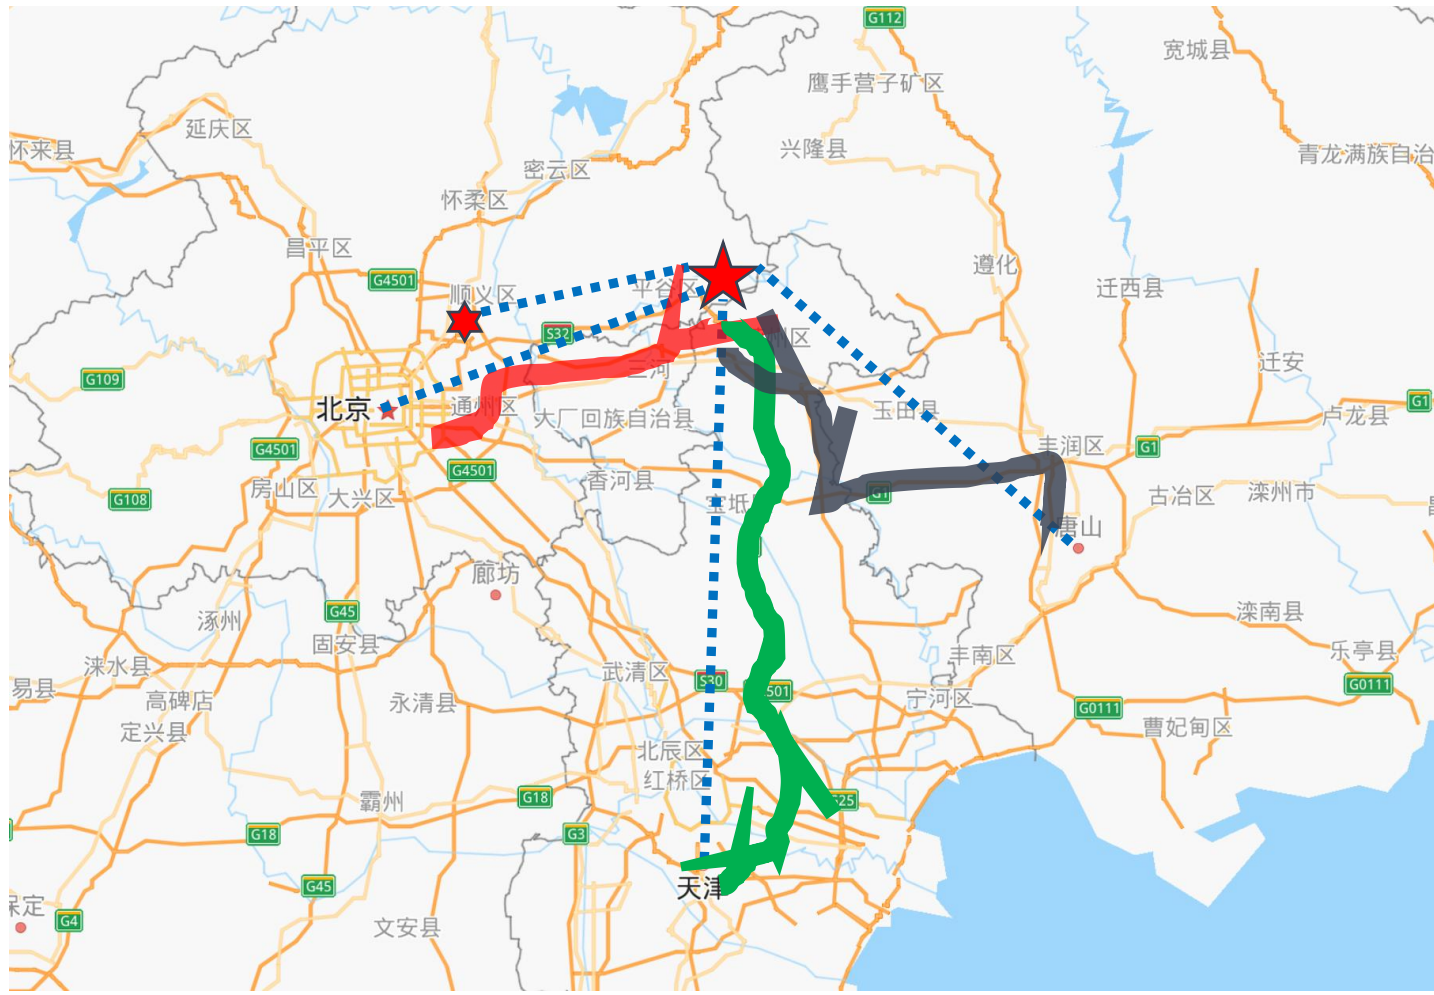 G112
宽城县
鹰手营子矿区
延庆区
怀来县
兴隆县
青龙满族自治
密云区
怀柔区
昌平区
遵化
G4501
顺义区
平谷区
迁西县
S32
州区
三河
迁安
G109
北京
通州区
大厂回族自治县
玉田县
卢龙县
G1
G4501
G4501
丰润区
G1
房山区
大兴区
香河县
宝坻
G1
古冶区
滦州市
G108
唐山
廊坊
G45
涿州
固安县
滦南县
涞水县
武清区
丰南区
乐亭县
易县
高碑店
永清县
S30
501
宁河区
G0111
G0111
定兴县
北辰区
曹妃甸区
红桥区
霸州
G18
G25
G18
G3
G45
天津
保定
G4
文安县